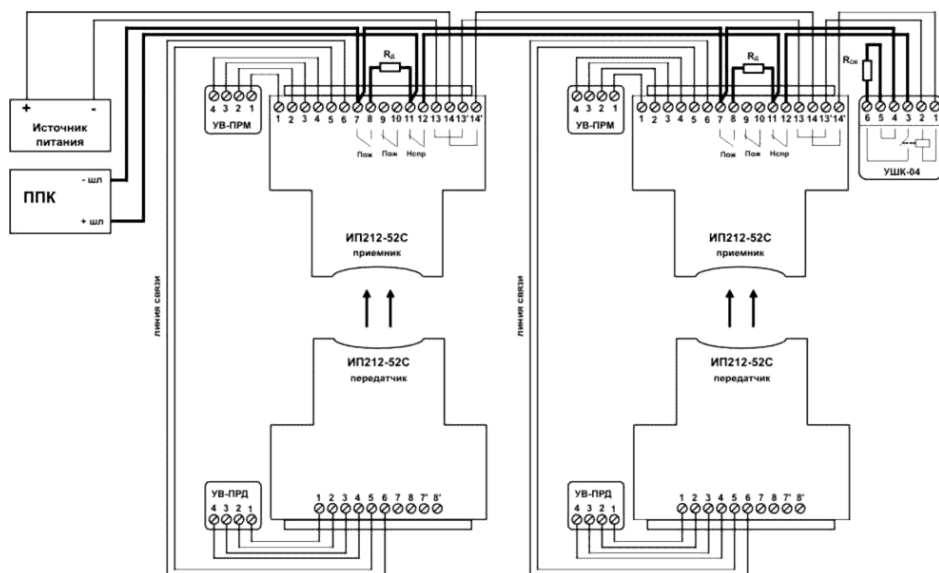 + -
Источник
питания
ППК
- шл
+ шл
4 3 2 1
УВ-ПРМ
RД
1 2 3 4 5 6 7 8 9 10 11 12 13 14 13' 14'
Пож Пож Нспр
ИП212-52С
приемник
ИП212-52С
передатчик
линия связи
УВ-ПРД
4 3 2 1
1 2 3 4 5 6 7 8 7' 8'
4 3 2 1
УВ-ПРМ
RД
1 2 3 4 5 6 7 8 9 10 11 12 13 14 13' 14'
Пож Пож Нспр
ИП212-52С
приемник
ИП212-52С
передатчик
линия связи
УВ-ПРД
4 3 2 1
1 2 3 4 5 6 7 8 7' 8'
Rок
6 5 4 3 2 1
УШК-04